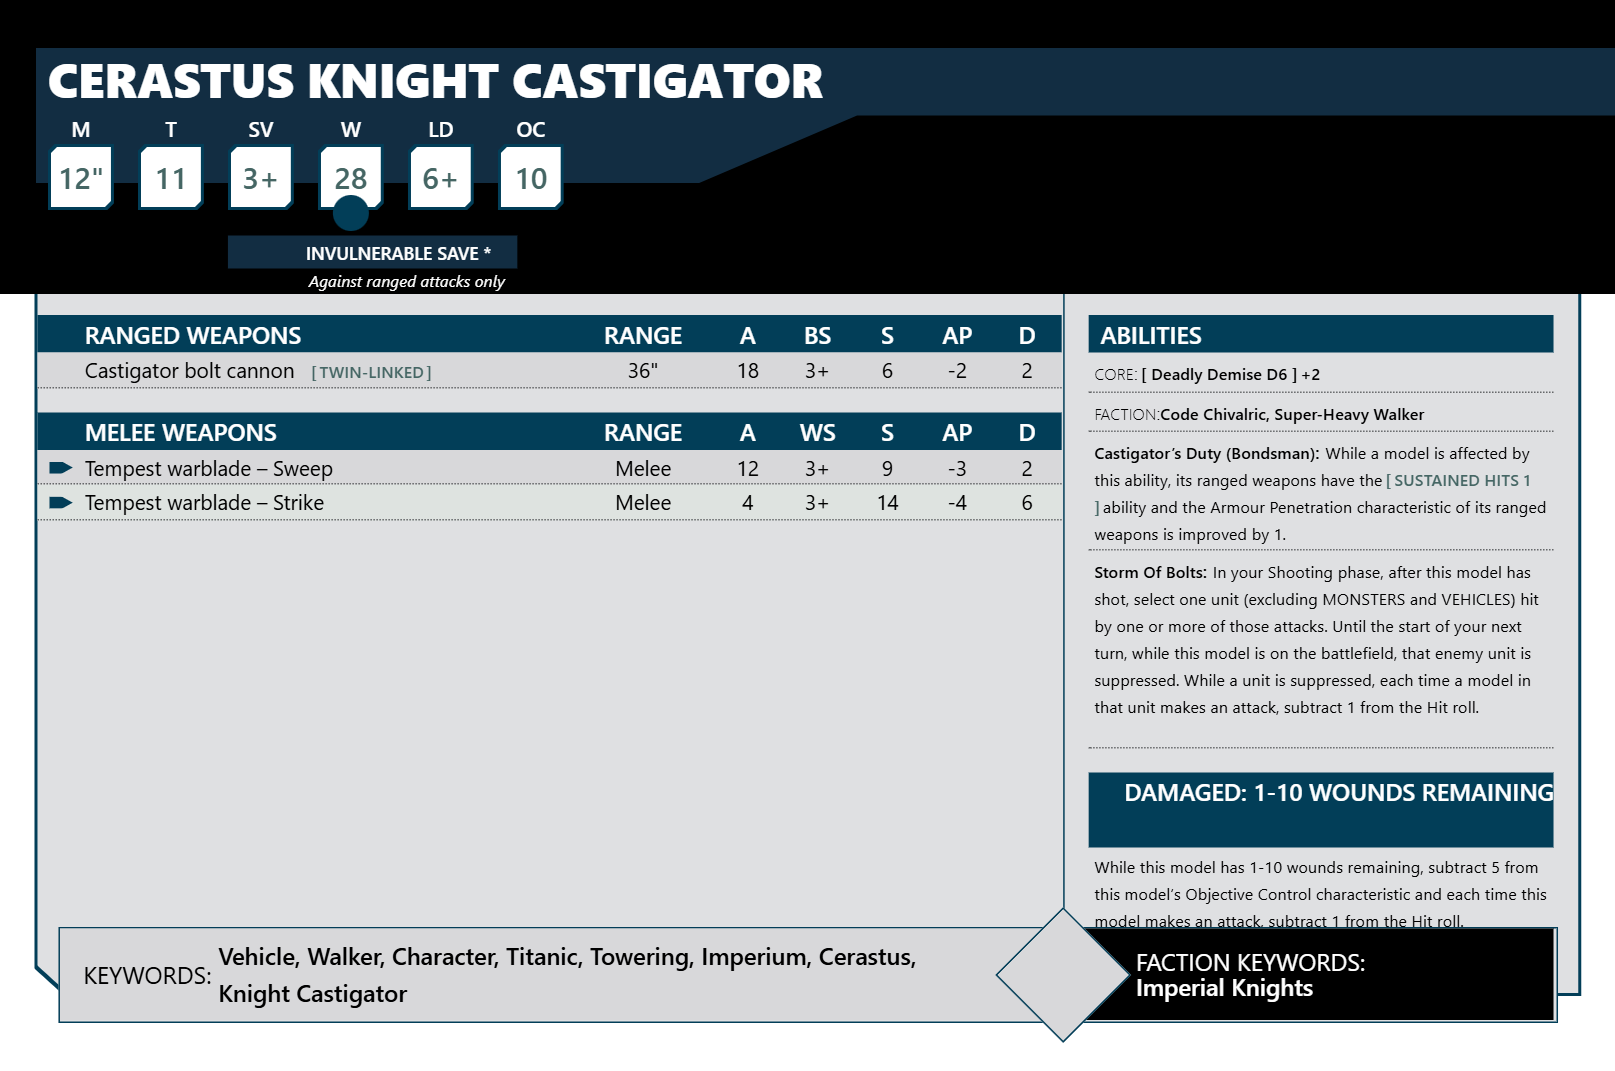 CERASTUS KNIGHT CASTIGATOR
M T SV W LD OC
12" 11 3+ 28 6+ 10
INVULNERABLE SAVE *
Against ranged attacks only
RANGED WEAPONS RANGE A BS S AP D
Castigator bolt cannon [ TWIN-LINKED ] 36" 18 3+ 6 -2 2
MELEE WEAPONS RANGE A WS S AP D
Tempest warblade – Sweep Melee 12 3+ 9 -3 2
Tempest warblade – Strike Melee 4 3+ 14 -4 6
ABILITIES
CORE: [ Deadly Demise D6 ] +2
FACTION:Code Chivalric, Super-Heavy Walker
Castigator’s Duty (Bondsman): While a model is affected by
this ability, its ranged weapons have the [ SUSTAINED HITS 1
] ability and the Armour Penetration characteristic of its ranged
weapons is improved by 1.
Storm Of Bolts: In your Shooting phase, after this model has
shot, select one unit (excluding MONSTERS and VEHICLES) hit
by one or more of those attacks. Until the start of your next
turn, while this model is on the battlefield, that enemy unit is
suppressed. While a unit is suppressed, each time a model in
that unit makes an attack, subtract 1 from the Hit roll.
DAMAGED: 1-10 WOUNDS REMAINING
While this model has 1-10 wounds remaining, subtract 5 from
this model’s Objective Control characteristic and each time this
model makes an attack, subtract 1 from the Hit roll.
KEYWORDS: Vehicle, Walker, Character, Titanic, Towering, Imperium, Cerastus,
Knight Castigator
FACTION KEYWORDS:
Imperial Knights